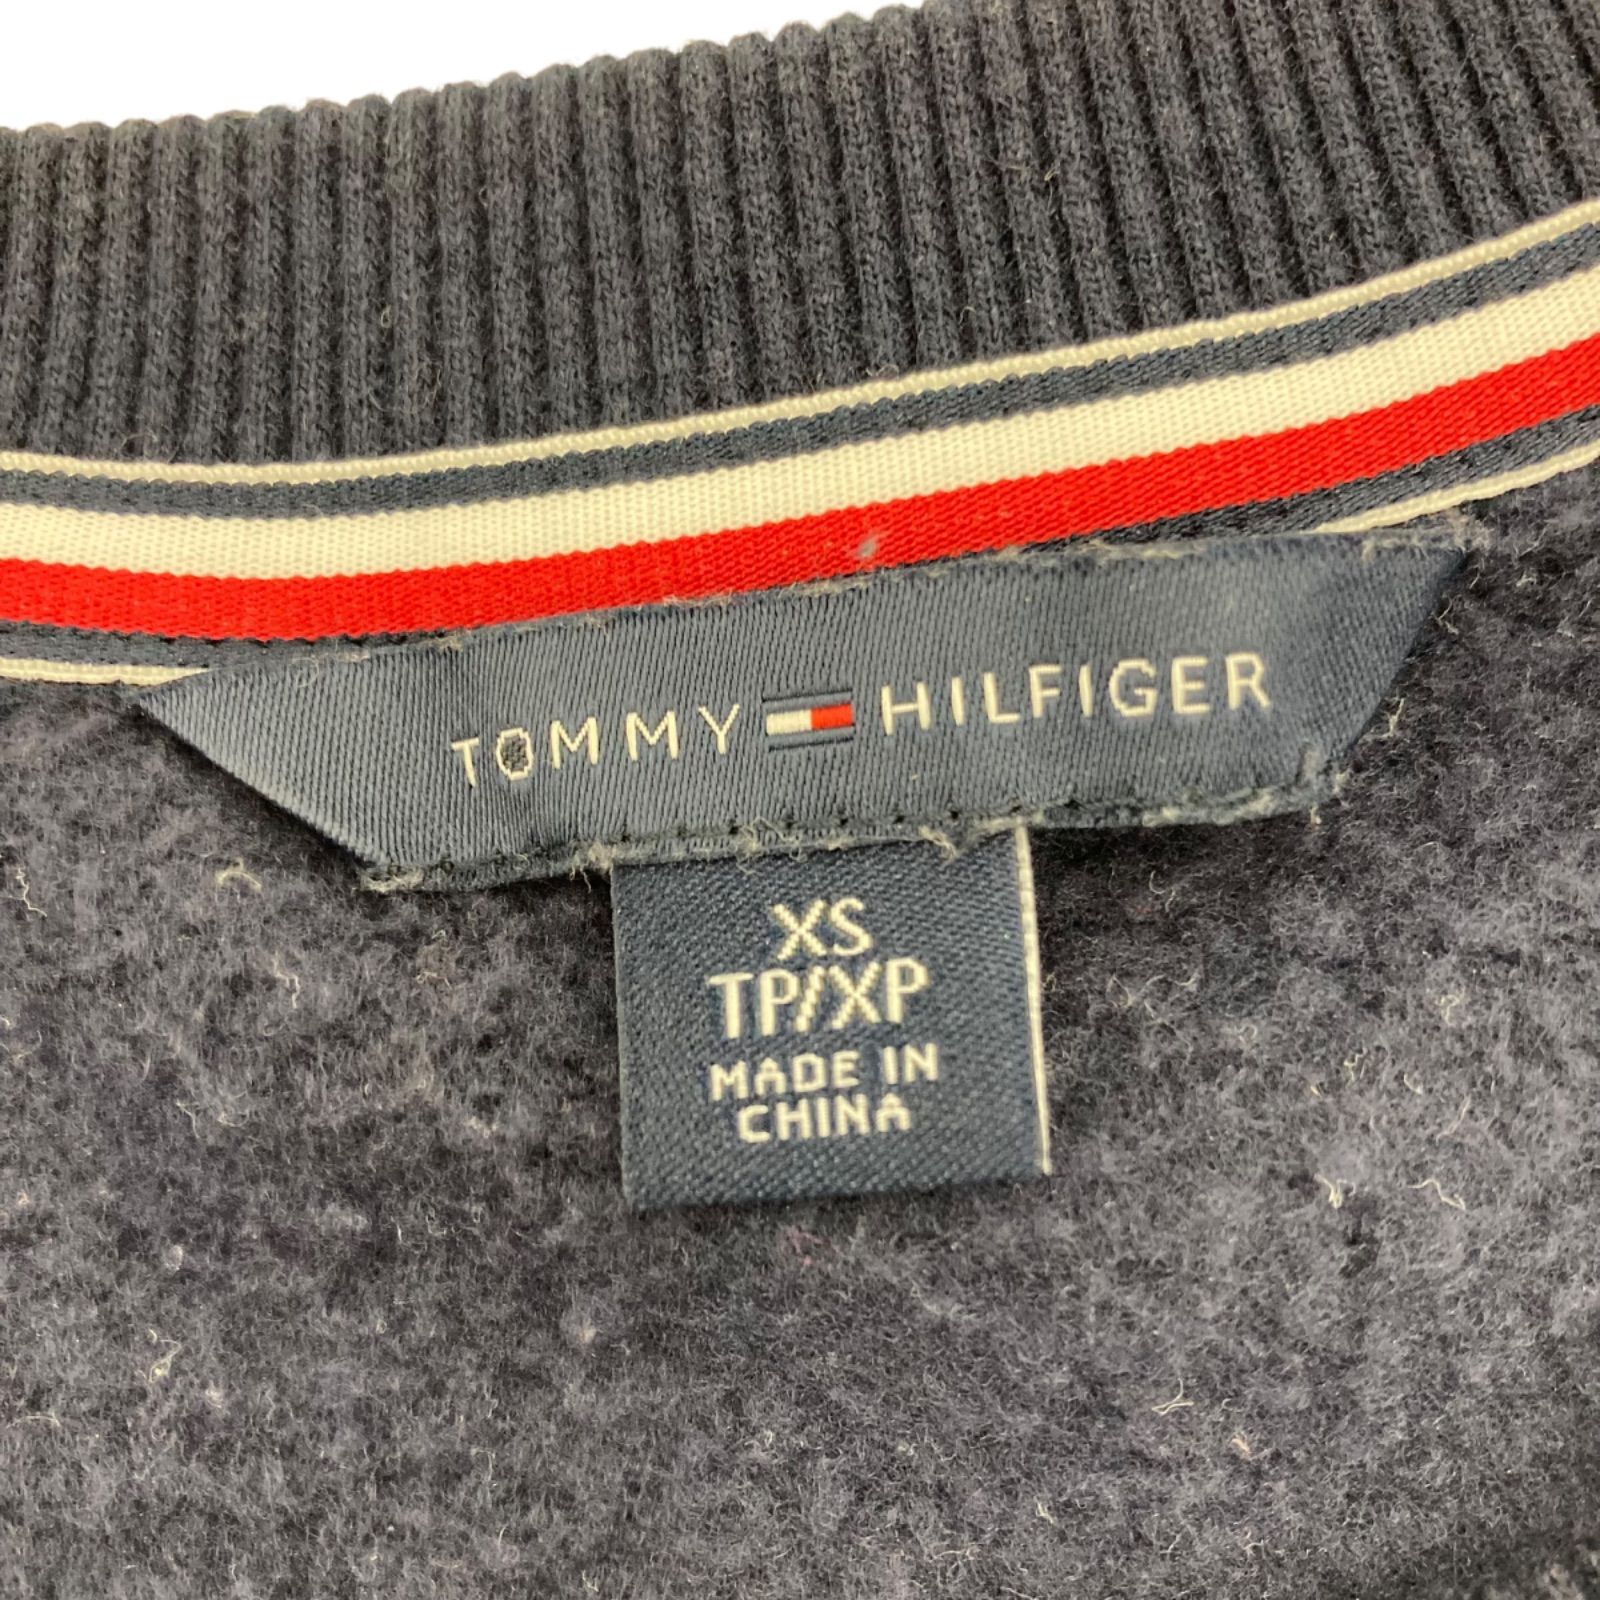 TOMMY HILFIGER
XS
TP/XP
MADE IN
CHINA